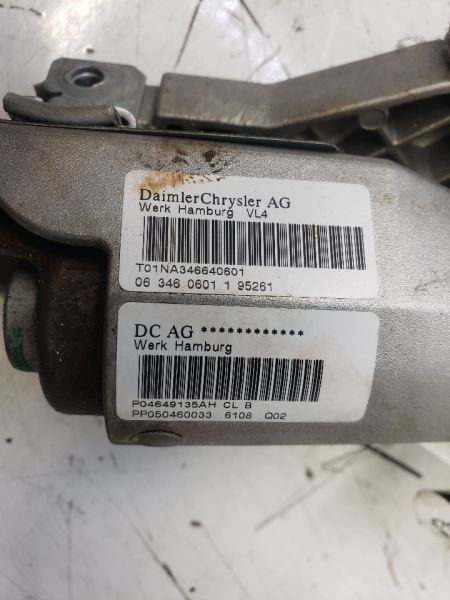 DaimlerChrysler AG
Werk Hamburg VL4
T01NA346640601
06 346 0601 1 95261
DC AG ************
Werk Hamburg
P04649135AH CL B
PP050460033 6108 Q02